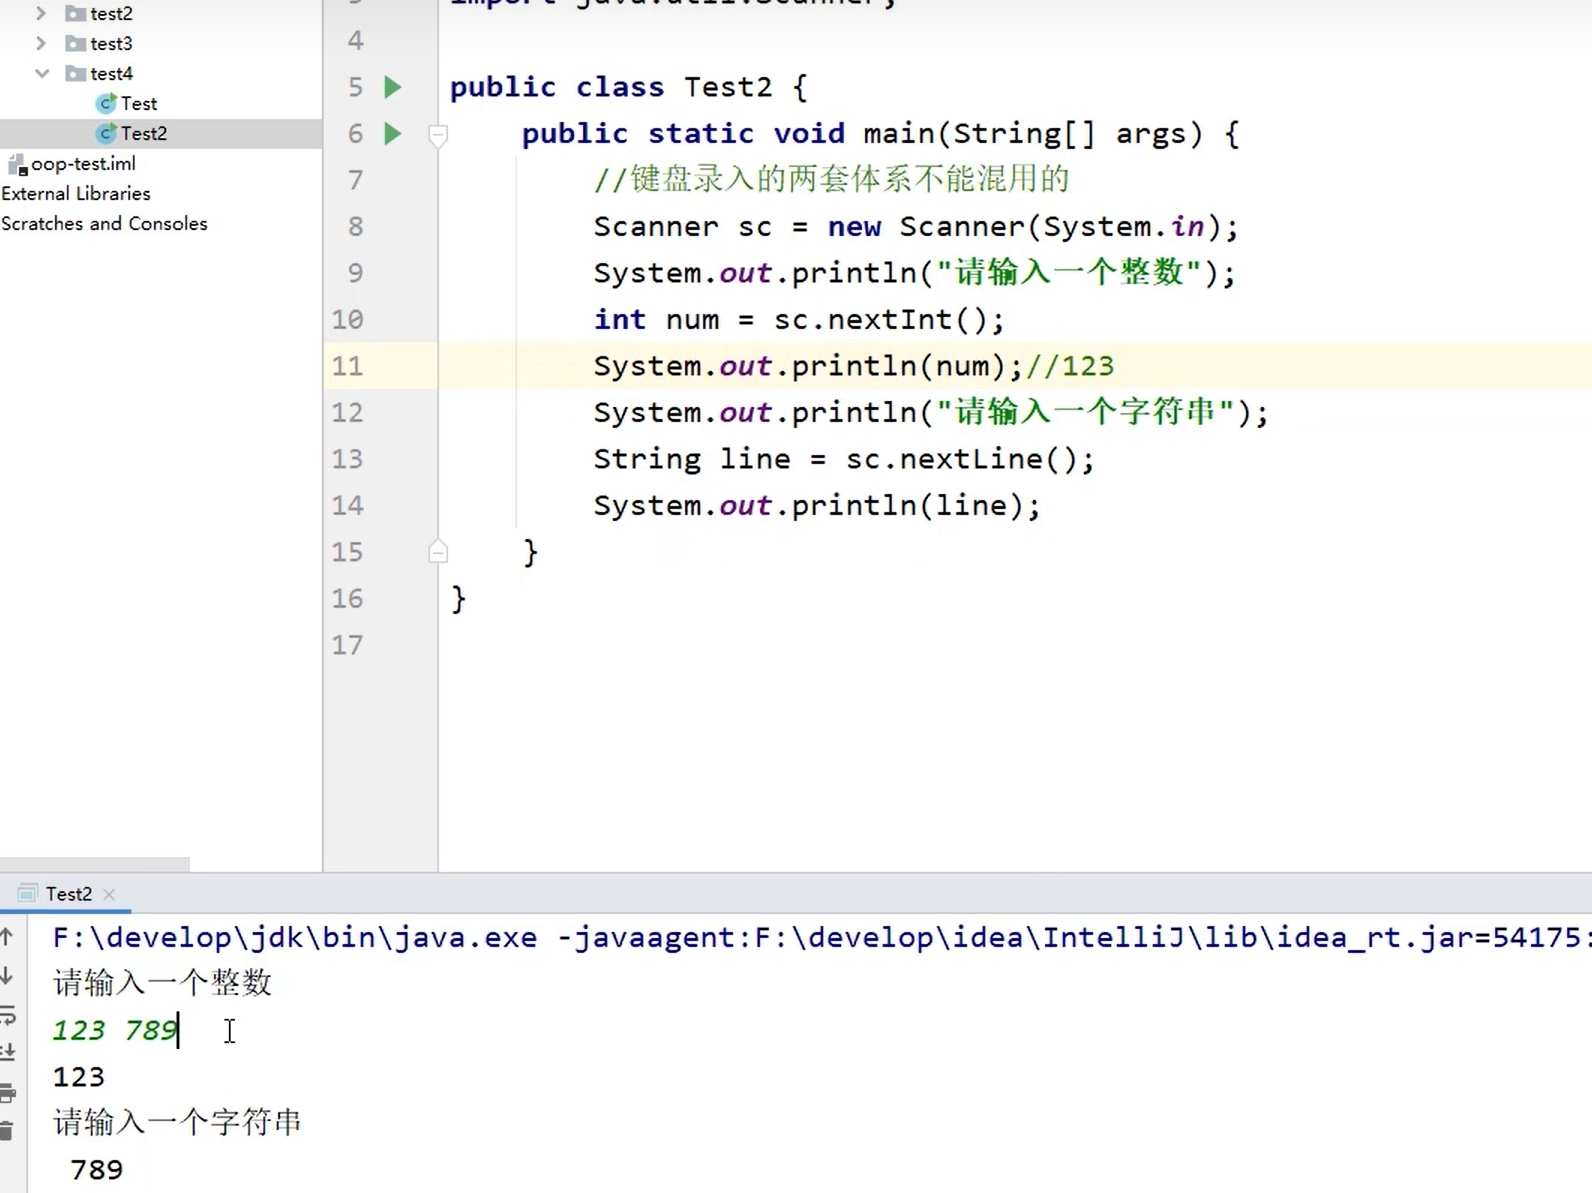 test2
test3
test4
Test
Test2
oop-test.iml
External Libraries
Scratches and Consoles
4
5 public class Test2 {
6 public static void main(String[] args) {
7 //键盘录入的两套体系不能混用的
8 Scanner sc = new Scanner(System.in);
9 System.out.println("请输入一个整数");
10 int num = sc.nextInt();
11 System.out.println(num);//123
12 System.out.println("请输入一个字符串");
13 String line = sc.nextLine();
14 System.out.println(line);
15 }
16 }
17
Test2
F:\develop\jdk\bin\java.exe -javaagent:F:\develop\idea\IntelliJ\lib\idea_rt.jar=54175:
请输入一个整数
123 789
123
请输入一个字符串
789